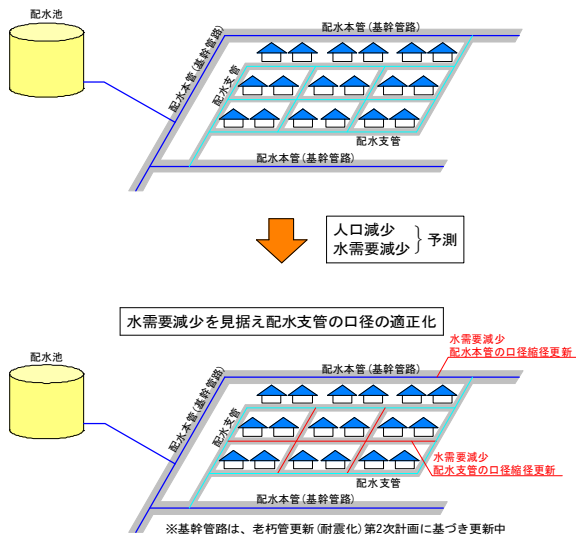 配水池
配水本管(基幹管路)
配水本管(基幹管路)
配水支管
配水支管
配水本管(基幹管路)
人口減少
水需要減少
予測
水需要減少を見据え配水支管の口径の適正化
水需要減少
配水本管の口径縮径更新
配水池
配水本管(基幹管路)
配水本管(基幹管路)
配水支管
水需要減少
配水支管の口径縮径更新
配水支管
配水本管(基幹管路)
※基幹管路は、老朽管更新(耐震化)第2次計画に基づき更新中